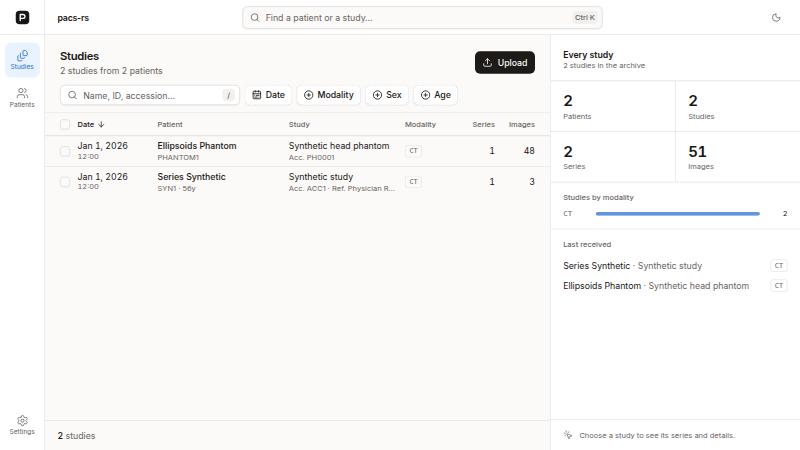 P
pacs-rs
Find a patient or a study...
Ctrl K
Studies
Patients
Settings
Studies
2 studies from 2 patients
Upload
Name, ID, accession...
/
Date
Modality
Sex
Age
Date Patient Study Modality Series Images
Jan 1, 2026 Ellipsoids Phantom Synthetic head phantom CT 1 48
12:00 PHANTOM1 Acc. PH0001
Jan 1, 2026 Series Synthetic Synthetic study CT 1 3
12:00 SYN1 · 56y Acc. ACC1 · Ref. Physician R...
2 studies
Every study
2 studies in the archive
2 2
Patients Studies
2 51
Series Images
Studies by modality
CT 2
Last received
Series Synthetic · Synthetic study CT
Ellipsoids Phantom · Synthetic head phantom CT
Choose a study to see its series and details.